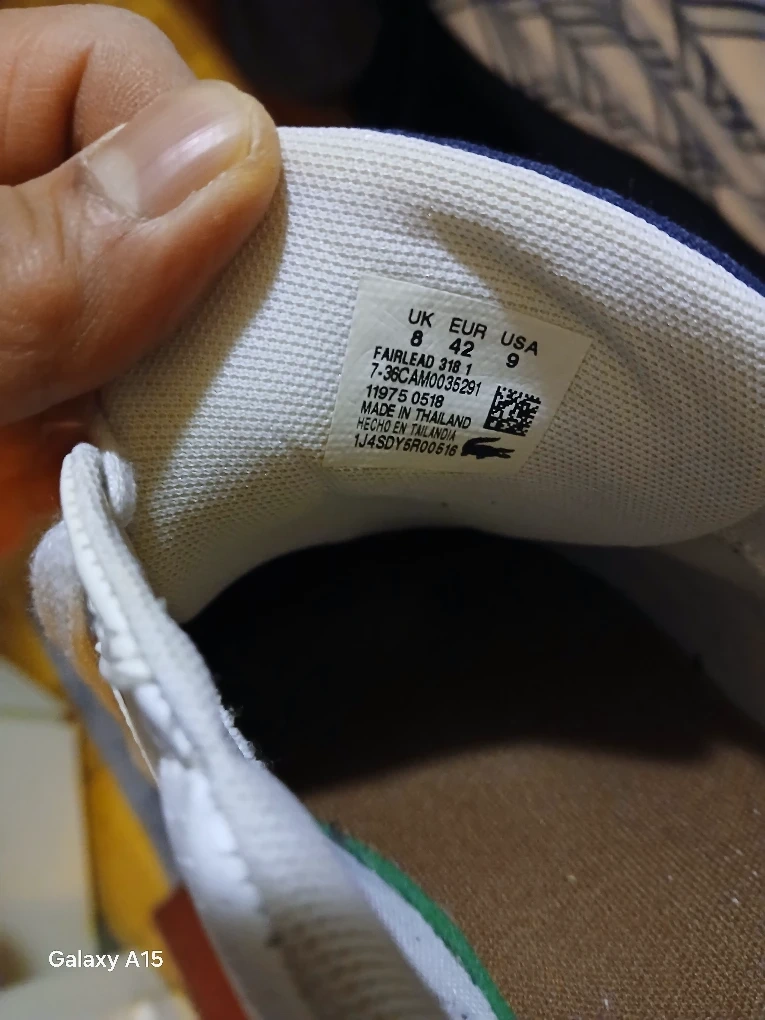 UK EUR USA
8 42 9
FAIRLEAD 318 1
7-36CAM0035291
11975 0518
MADE IN THAILAND
HECHO EN TAILANDIA
1J4SDY5R00516
Galaxy A15